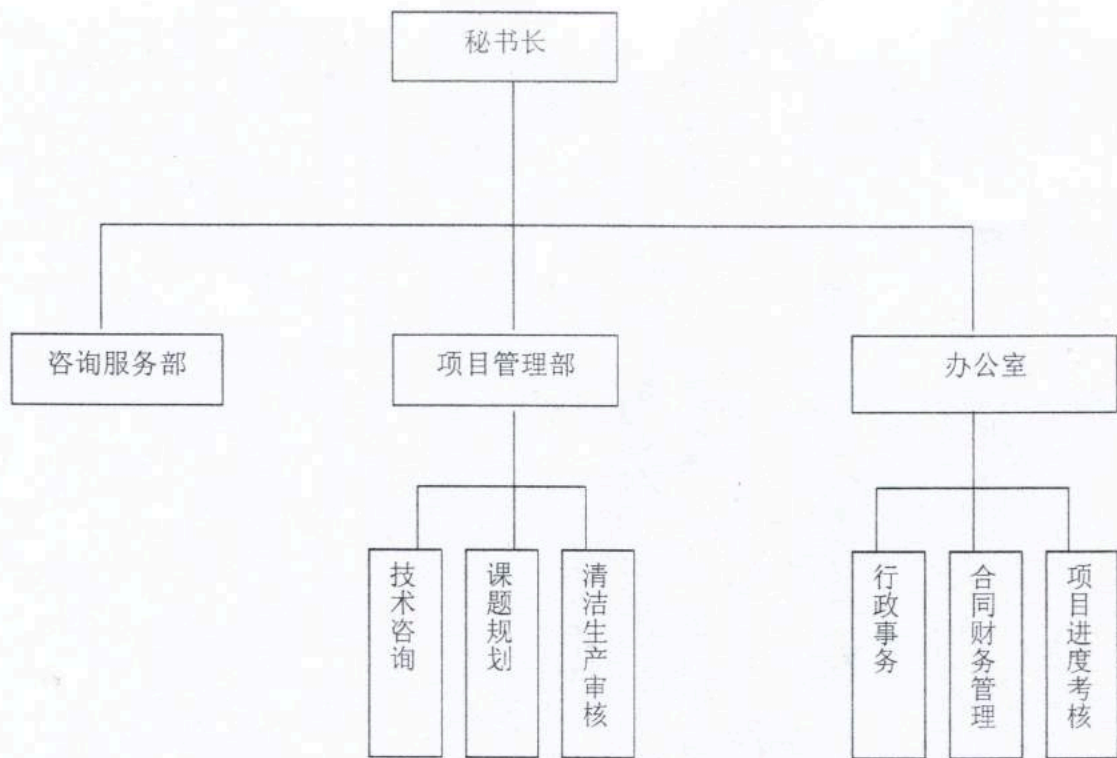 秘书长
咨询服务部
项目管理部
办公室
技术咨询
课题规划
清洁生产审核
行政事务
合同财务管理
项目进度考核